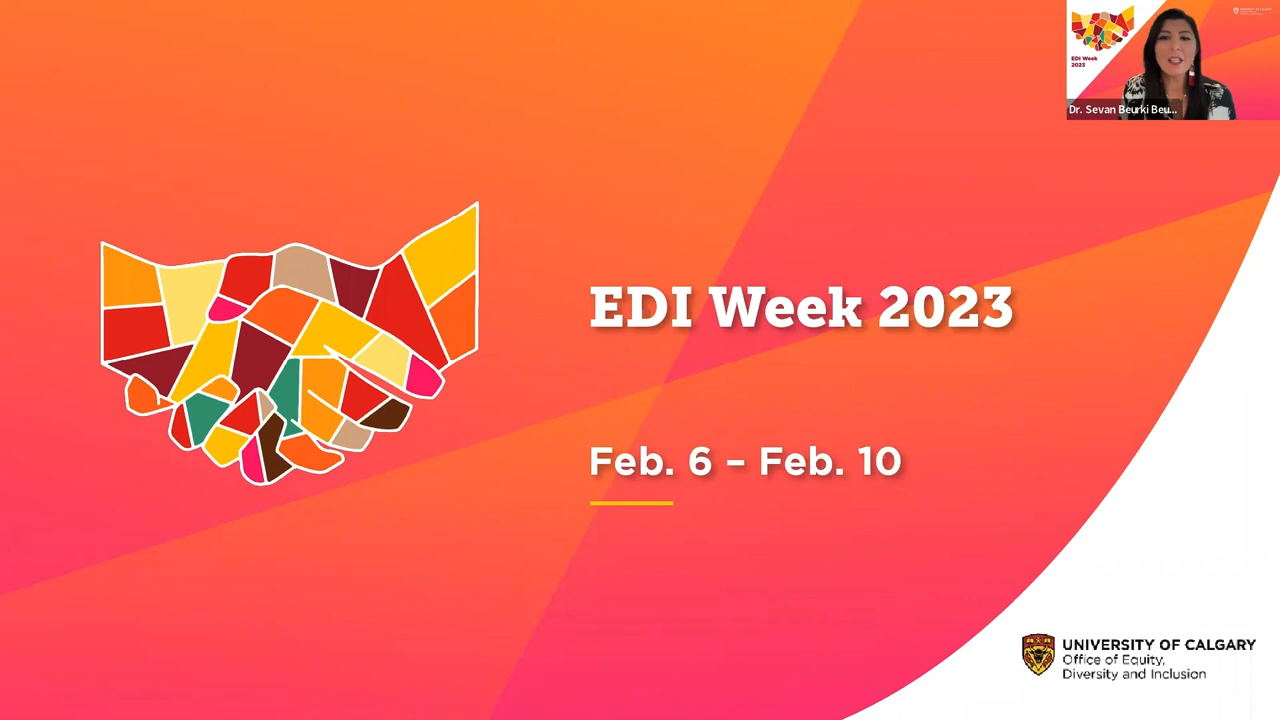 EDI Week
2023
Dr. Sevan Beurki Beu...
EDI Week 2023
Feb. 6 – Feb. 10
UNIVERSITY OF CALGARY
Office of Equity,
Diversity and Inclusion